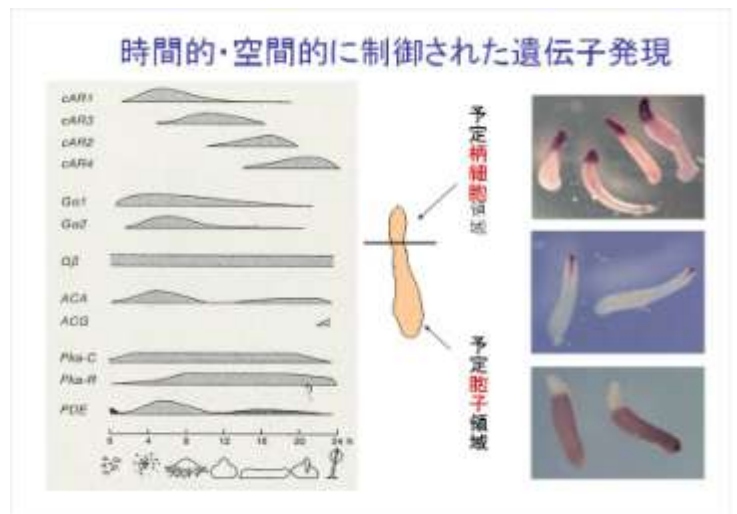 時間的・空間的に制御された遺伝子発現
cAR1
cAR3
cAR2
cAR4
Gα1
Gα2
Gβ
ACA
ACG
Pka-C
Pka-R
?
PDE
0 4 8 12 16 20 24 h
予定柄細胞領域
予定胞子領域